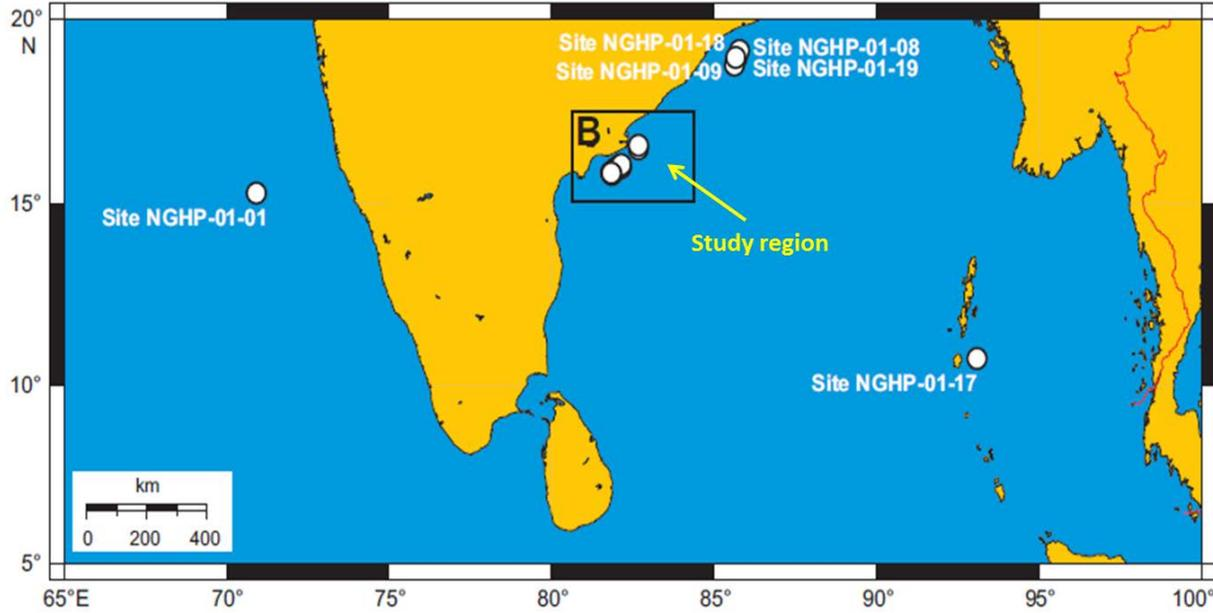 20°
N
Site NGHP-01-18
Site NGHP-01-08
Site NGHP-01-09
Site NGHP-01-19
B
15°
Site NGHP-01-01
Study region
10°
Site NGHP-01-17
km
0 200 400
5°
65°E 70° 75° 80° 85° 90° 95° 100°